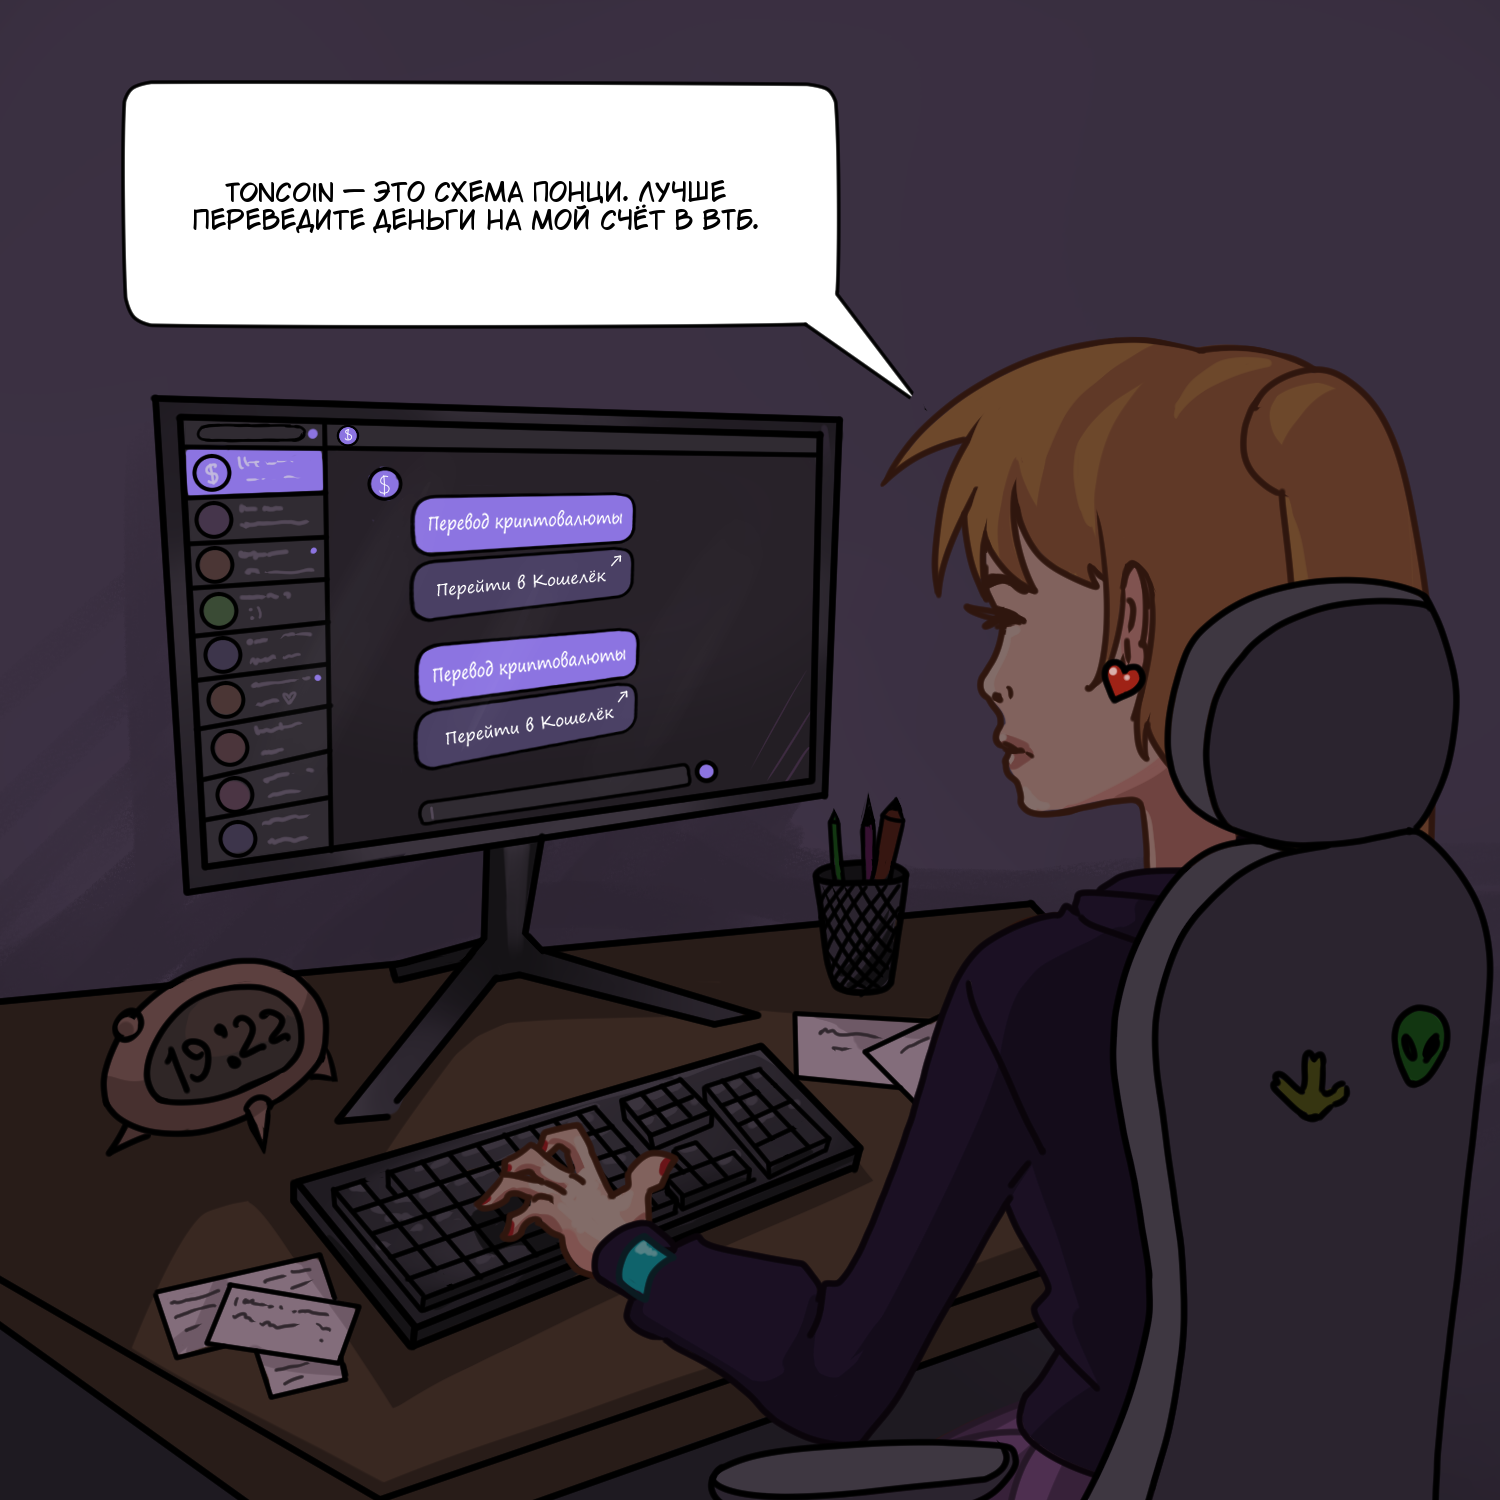 TONCOIN — ЭТО СХЕМА ПОНЦИ. ЛУЧШЕ
ПЕРЕВЕДИТЕ ДЕНЬГИ НА МОЙ СЧЁТ В ВТБ.
$
$
$
Перевод криптовалюты
Перейти в Кошелёк
:)
Перевод криптовалюты
Перейти в Кошелёк
19:22